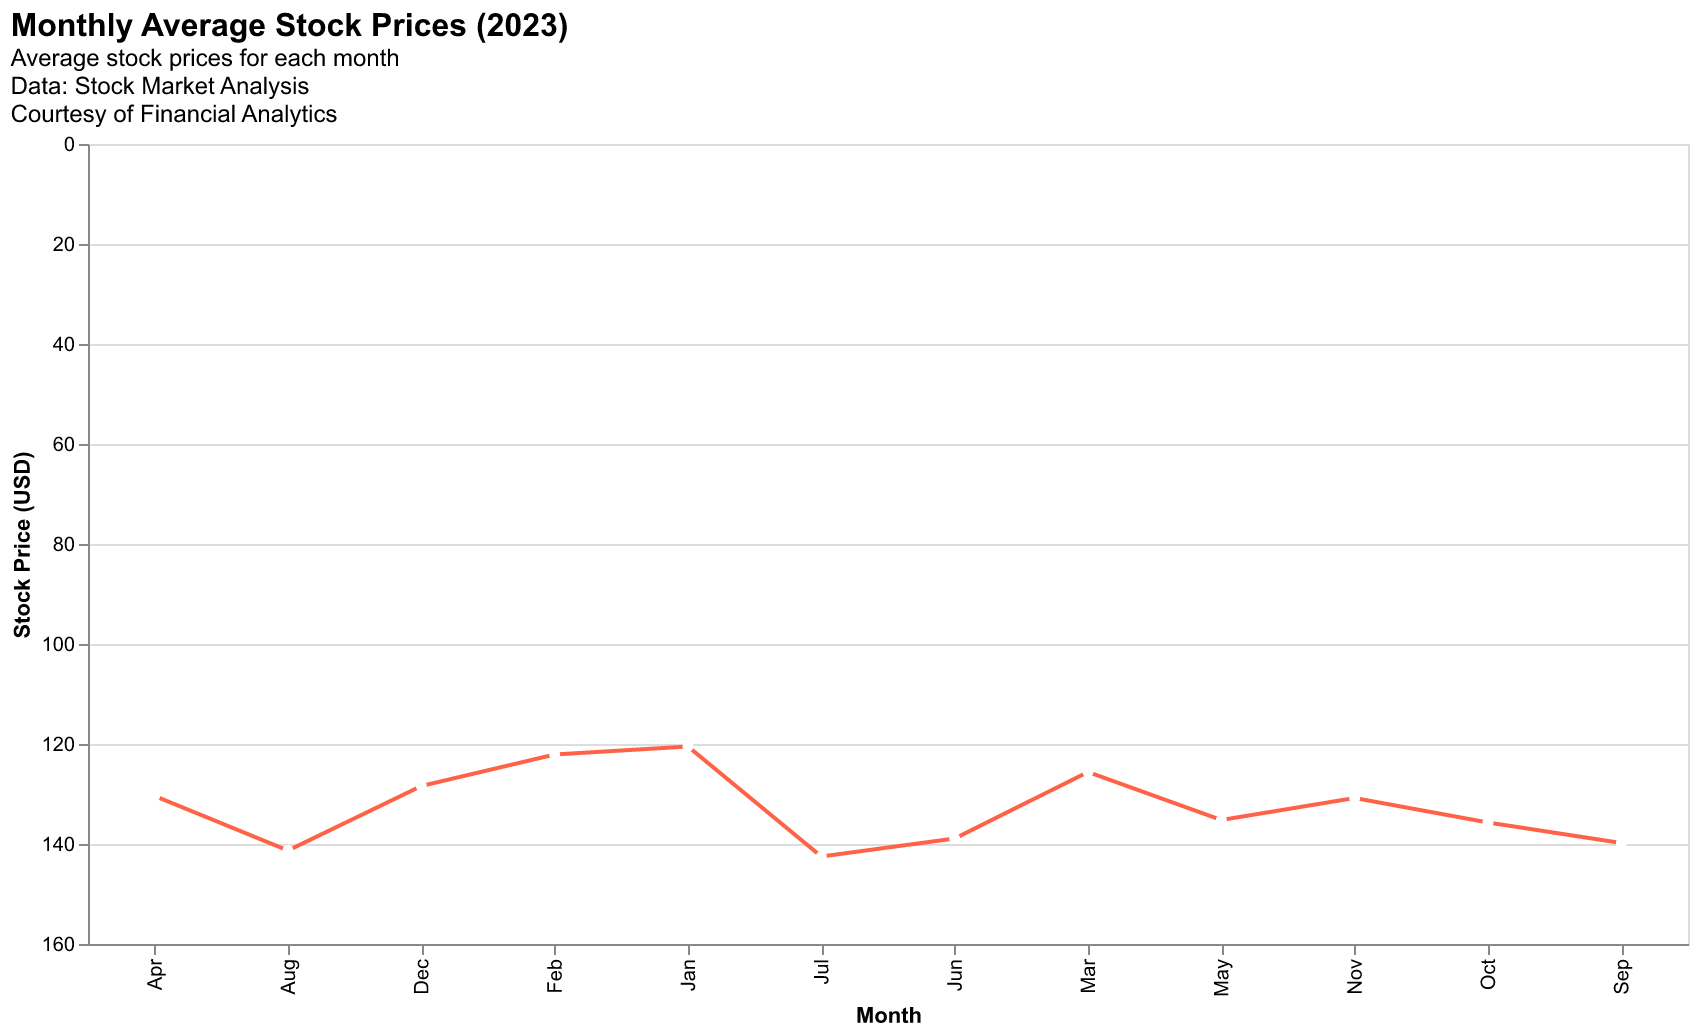 Monthly Average Stock Prices (2023)
Average stock prices for each month
Data: Stock Market Analysis
Courtesy of Financial Analytics
0
20
40
60
80
100
120
140
160
Stock Price (USD)
Apr
Aug
Dec
Feb
Jan
Jul
Jun
Mar
May
Nov
Oct
Sep
Month